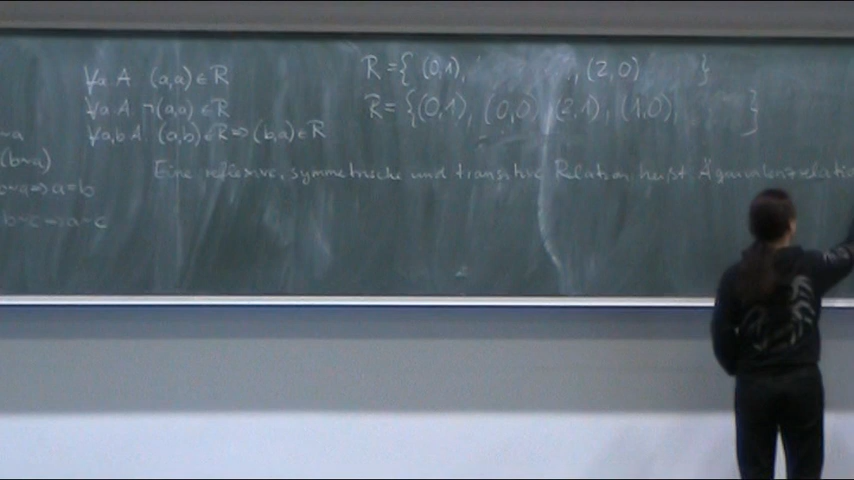 ∀a∈A. (a,a)∈R
∀a∈A. ¬(a,a)∈R
∀a,b∈A. (a,b)∈R⇒(b,a)∈R
~a
(b~a)
~a⇒a=b
b~c⇒a~c
R={(0,1), , (2,0) }
R={(0,1), (0,0), (2,1), (1,0), }
Eine reflexive, symmetrische und transitive Relation heißt Äquivalenzrelatio